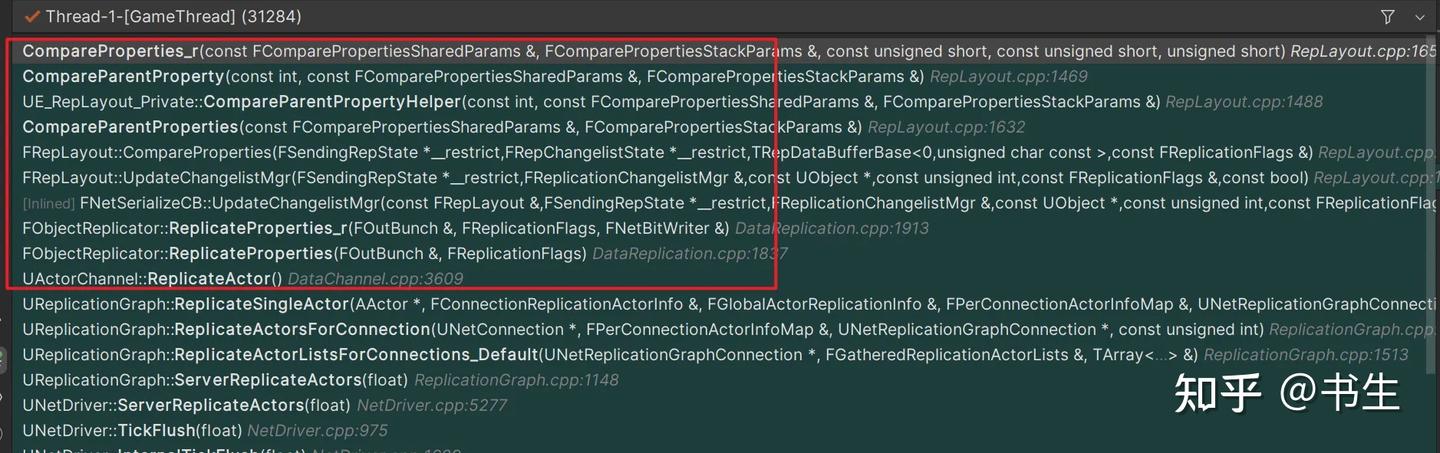 Thread-1-[GameThread] (31284)
CompareProperties_r(const FComparePropertiesSharedParams &, FComparePropertiesStackParams &, const unsigned short, const unsigned short, unsigned short) RepLayout.cpp:165
CompareParentProperty(const int, const FComparePropertiesSharedParams &, FComparePropertiesStackParams &) RepLayout.cpp:1469
UE_RepLayout_Private::CompareParentPropertyHelper(const int, const FComparePropertiesSharedParams &, FComparePropertiesStackParams &) RepLayout.cpp:1488
CompareParentProperties(const FComparePropertiesSharedParams &, FComparePropertiesStackParams &) RepLayout.cpp:1632
FRepLayout::CompareProperties(FSendingRepState *__restrict,FRepChangelistState *__restrict,TRepDataBufferBase<0,unsigned char const >,const FReplicationFlags &) RepLayout.cpp
FRepLayout::UpdateChangelistMgr(FSendingRepState *__restrict,FReplicationChangelistMgr &,const UObject *,const unsigned int,const FReplicationFlags &,const bool) RepLayout.cpp:
[Inlined] FNetSerializeCB::UpdateChangelistMgr(const FRepLayout &,FSendingRepState *__restrict,FReplicationChangelistMgr &,const UObject *,const unsigned int,const FReplicationFlag
FObjectReplicator::ReplicateProperties_r(FOutBunch &, FReplicationFlags, FNetBitWriter &) DataReplication.cpp:1913
FObjectReplicator::ReplicateProperties(FOutBunch &, FReplicationFlags) DataReplication.cpp:1837
UActorChannel::ReplicateActor() DataChannel.cpp:3609
UReplicationGraph::ReplicateSingleActor(AActor *, FConnectionReplicationActorInfo &, FGlobalActorReplicationInfo &, FPerConnectionActorInfoMap &, UNetReplicationGraphConnecti
UReplicationGraph::ReplicateActorsForConnection(UNetConnection *, FPerConnectionActorInfoMap &, UNetReplicationGraphConnection *, const unsigned int) ReplicationGraph.cpp
UReplicationGraph::ReplicateActorListsForConnections_Default(UNetReplicationGraphConnection *, FGatheredReplicationActorLists &, TArray<...> &) ReplicationGraph.cpp:1513
UReplicationGraph::ServerReplicateActors(float) ReplicationGraph.cpp:1148
UNetDriver::ServerReplicateActors(float) NetDriver.cpp:5277
UNetDriver::TickFlush(float) NetDriver.cpp:975
UNetDriver::InternalTickFlush(float)
知乎 @书生